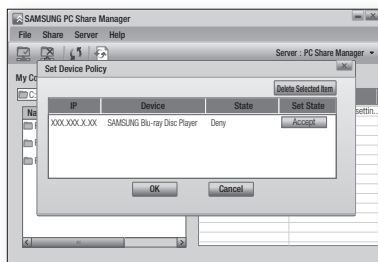 SAMSUNG PC Share Manager
File Share Server Help
Server : PC Share Manager
Set Device Policy
My Co
Delete Selected Item
C:
IP Device State Set State
Na
settin..
XXX.XXX.X.XX SAMSUNG Blu-ray Disc Player Deny Accept
OK Cancel